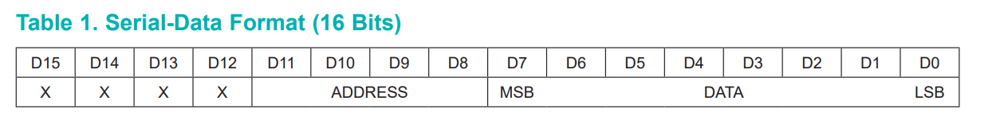 Table 1. Serial-Data Format (16 Bits)
D15 D14 D13 D12 D11 D10 D9 D8 D7 D6 D5 D4 D3 D2 D1 D0
X X X X ADDRESS MSB DATA LSB